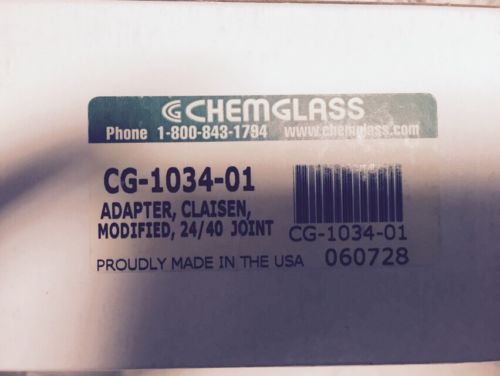 CHEMGLASS
Phone 1-800-843-1794 www.chemglass.com
CG-1034-01
ADAPTER, CLAISEN,
MODIFIED, 24/40 JOINT
CG-1034-01
PROUDLY MADE IN THE USA 060728